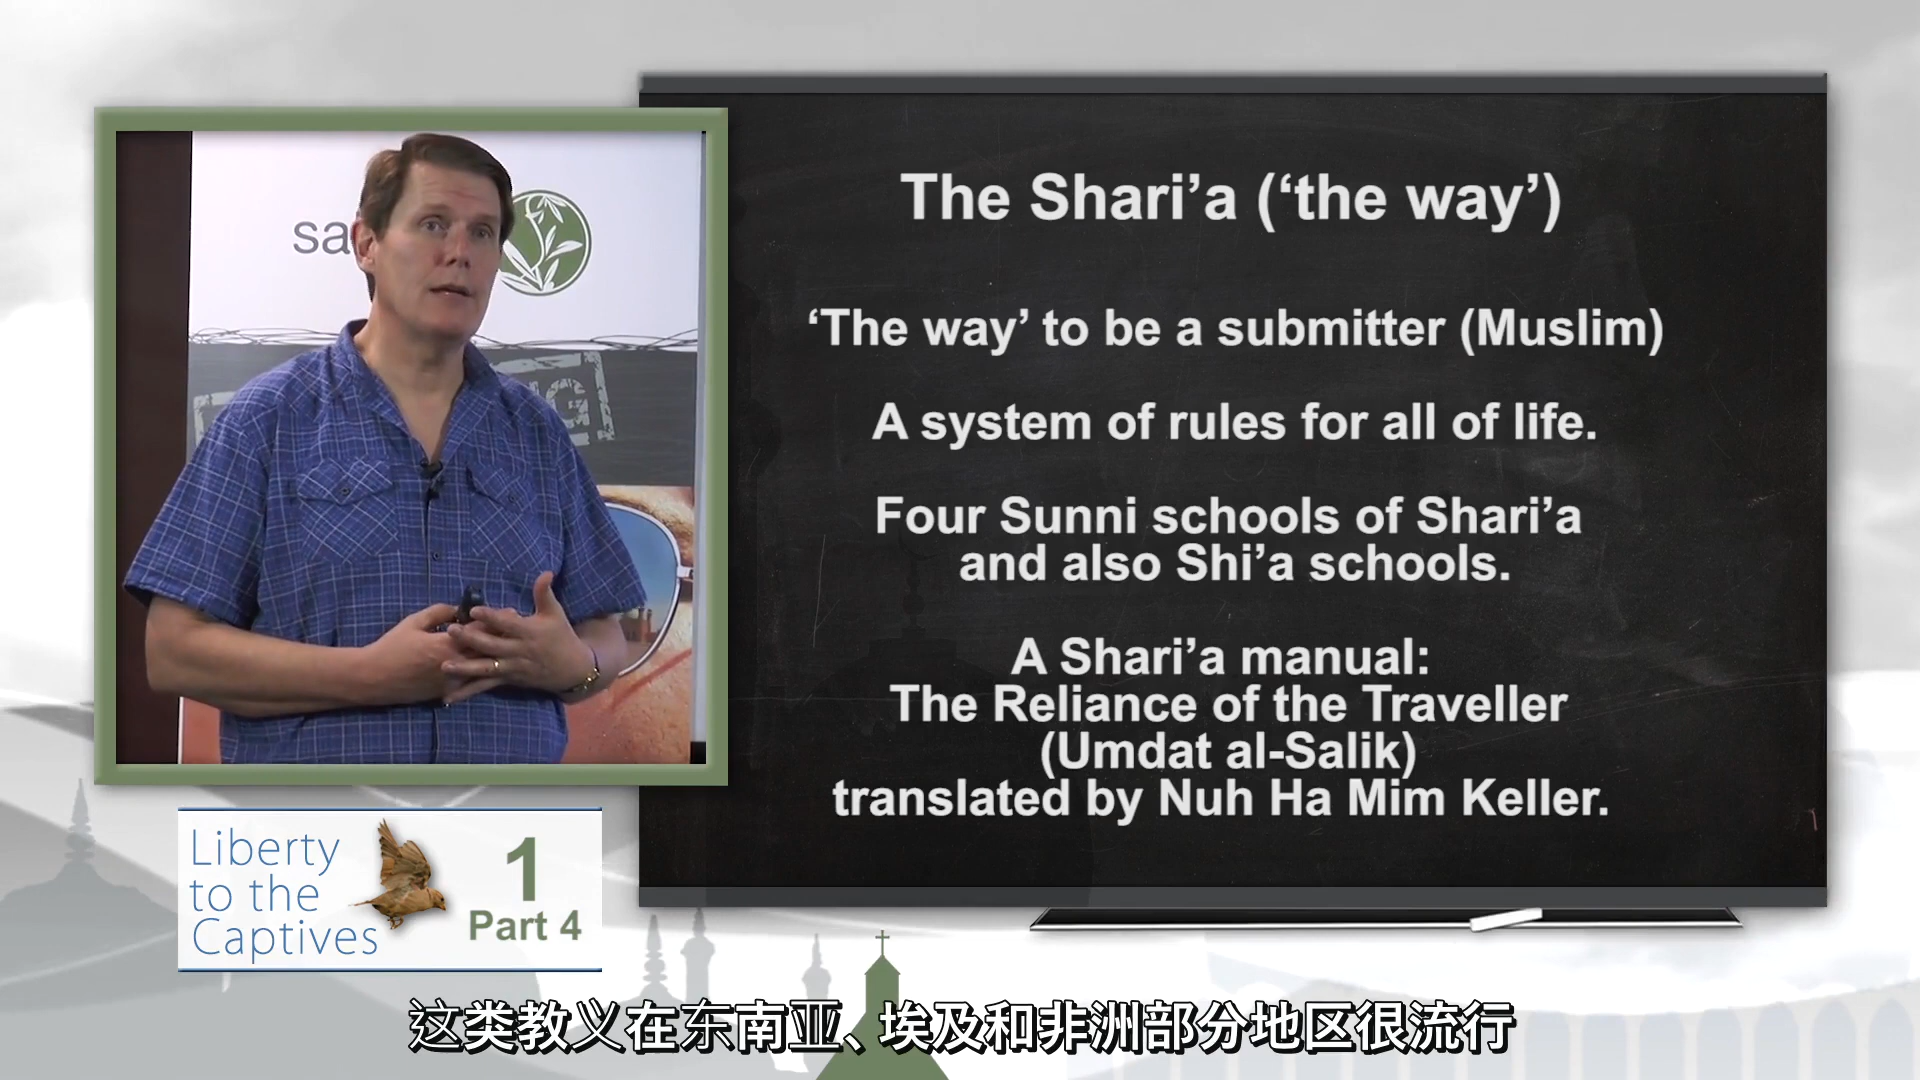 The Shari’a (‘the way’)
‘The way’ to be a submitter (Muslim)
A system of rules for all of life.
Four Sunni schools of Shari’a
and also Shi’a schools.
A Shari’a manual:
The Reliance of the Traveller
(Umdat al-Salik)
translated by Nuh Ha Mim Keller.
Liberty
to the
Captives
1
Part 4
这类教义在东南亚、埃及和非洲部分地区很流行